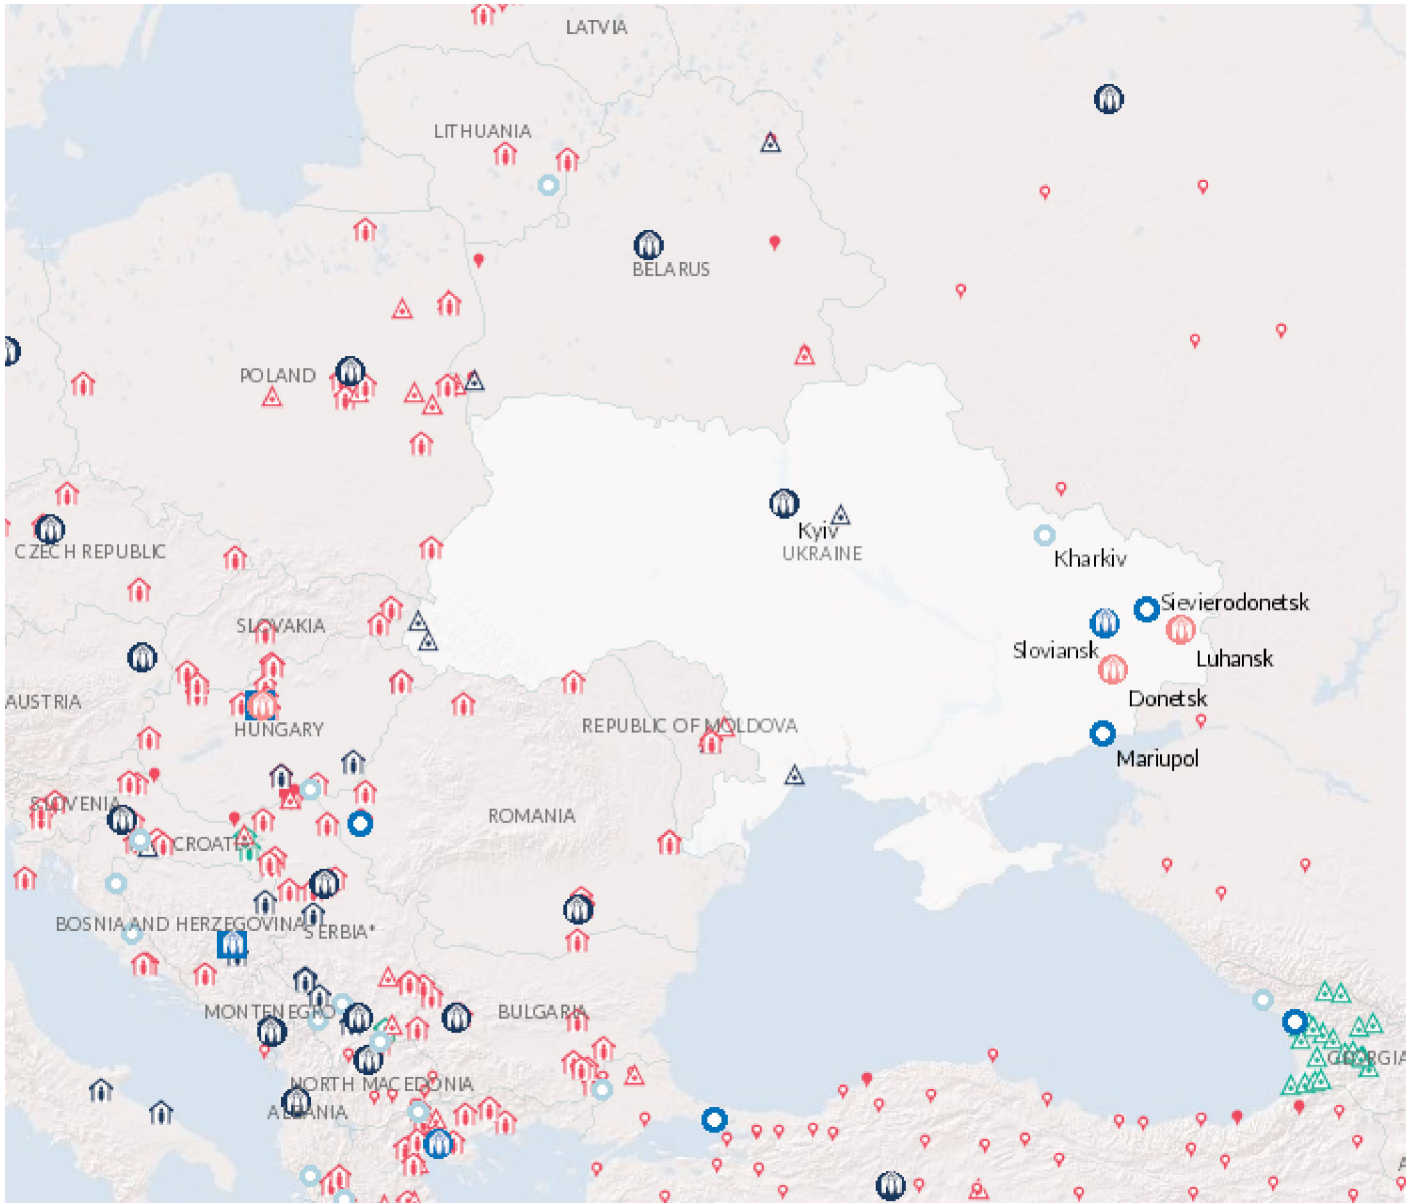 LATVIA
LITHUANIA
BELARUS
POLAND
Kyiv
UKRAINE
CZECH REPUBLIC
Kharkiv
Sievierodonetsk
SLOVAKIA
Sloviansk
Luhansk
AUSTRIA
Donetsk
HUNGARY
REPUBLIC OF MOLDOVA
Mariupol
SLOVENIA
ROMANIA
CROATIA
BOSNIA AND HERZEGOVINA
SERBIA*
MONTENEGRO
BULGARIA
GEORGIA
NORTH MACEDONIA
ALBANIA
A